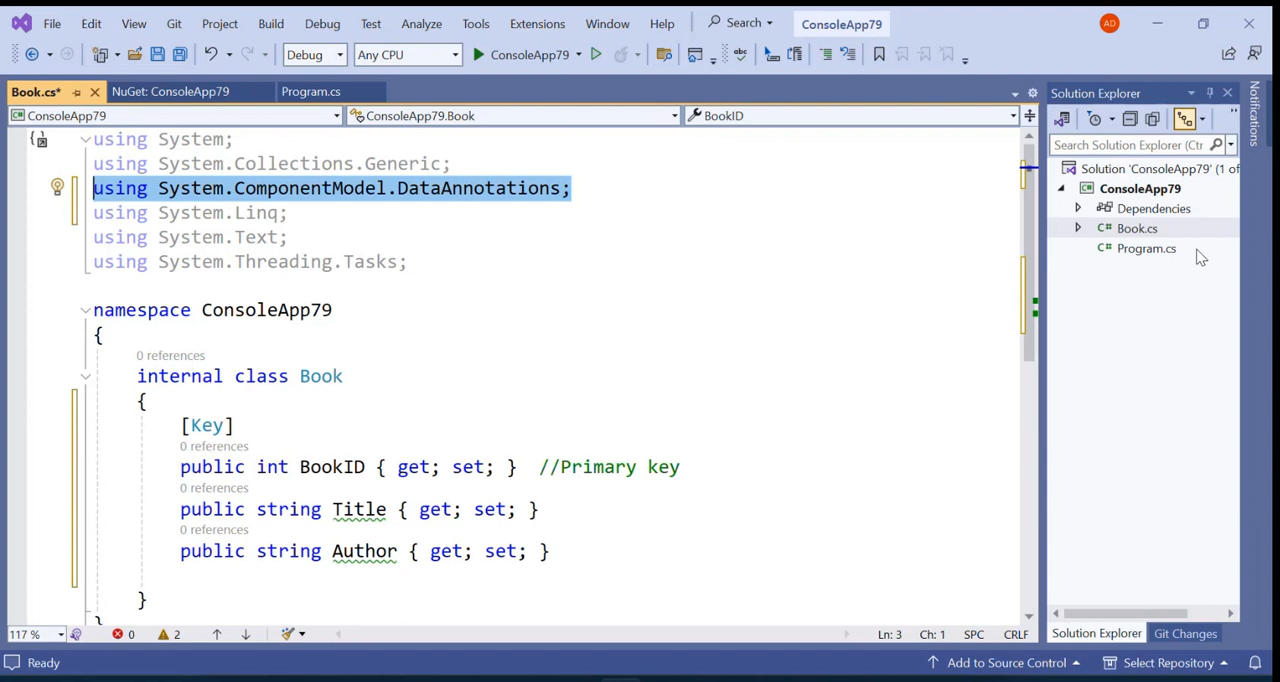 File Edit View Git Project Build Debug Test Analyze Tools Extensions Window Help Search ConsoleApp79 AD
Debug Any CPU ConsoleApp79
Book.cs* NuGet: ConsoleApp79 Program.cs
ConsoleApp79 ConsoleApp79.Book BookID
using System;
using System.Collections.Generic;
using System.ComponentModel.DataAnnotations;
using System.Linq;
using System.Text;
using System.Threading.Tasks;
namespace ConsoleApp79
{
0 references
internal class Book
{
[Key]
0 references
public int BookID { get; set; } //Primary key
0 references
public string Title { get; set; }
0 references
public string Author { get; set; }
}
}
117 % 0 2 Ln: 3 Ch: 1 SPC CRLF
Solution Explorer
Search Solution Explorer (Ctr
Solution 'ConsoleApp79' (1 of
ConsoleApp79
Dependencies
C# Book.cs
C# Program.cs
Solution Explorer Git Changes
Notifications
Ready Add to Source Control Select Repository